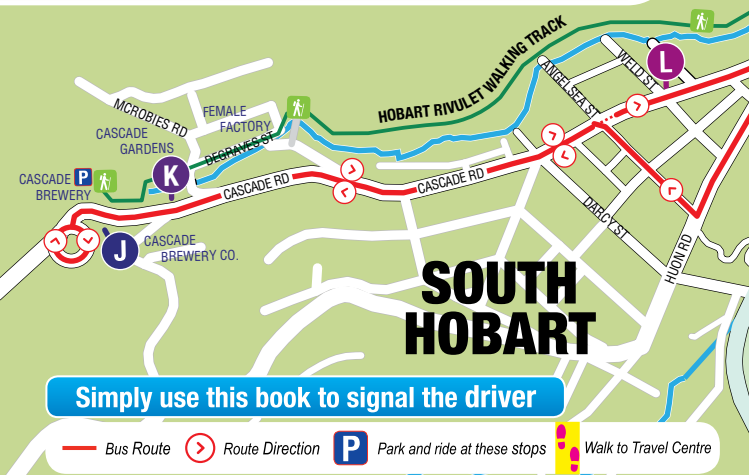 HOBART RIVULET WALKING TRACK
WELD ST
L
ANGELSEA ST
MCROBIES RD
FEMALE
FACTORY
CASCADE
GARDENS
DEGRAVES ST
K
CASCADE P
BREWERY
CASCADE RD
CASCADE RD
DARCY ST
HUON RD
J
CASCADE
BREWERY CO.
SOUTH
HOBART
Simply use this book to signal the driver
Bus Route
Route Direction
P Park and ride at these stops
Walk to Travel Centre